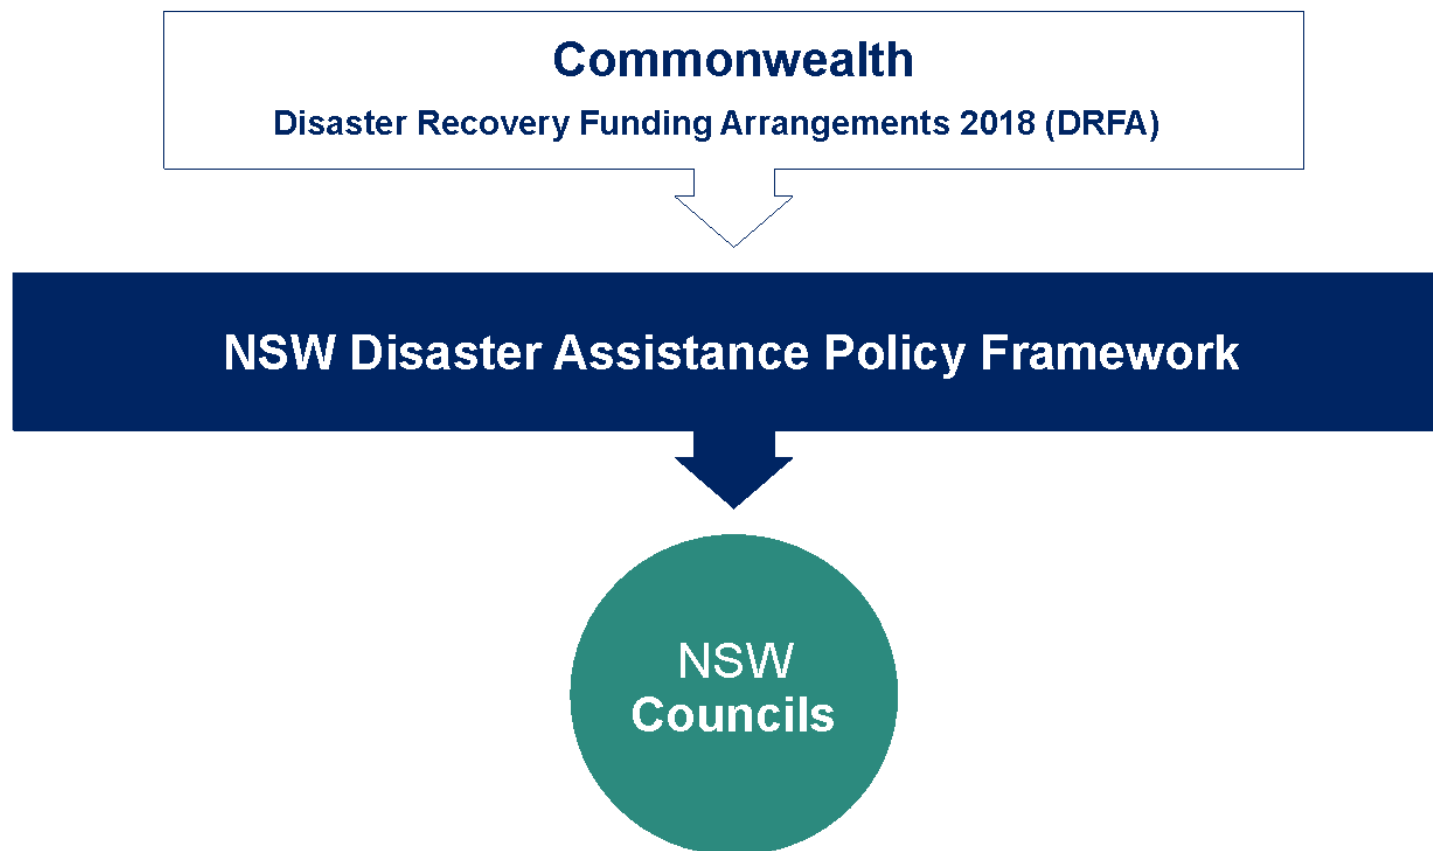 Commonwealth
Disaster Recovery Funding Arrangements 2018 (DRFA)
NSW Disaster Assistance Policy Framework
NSW
Councils